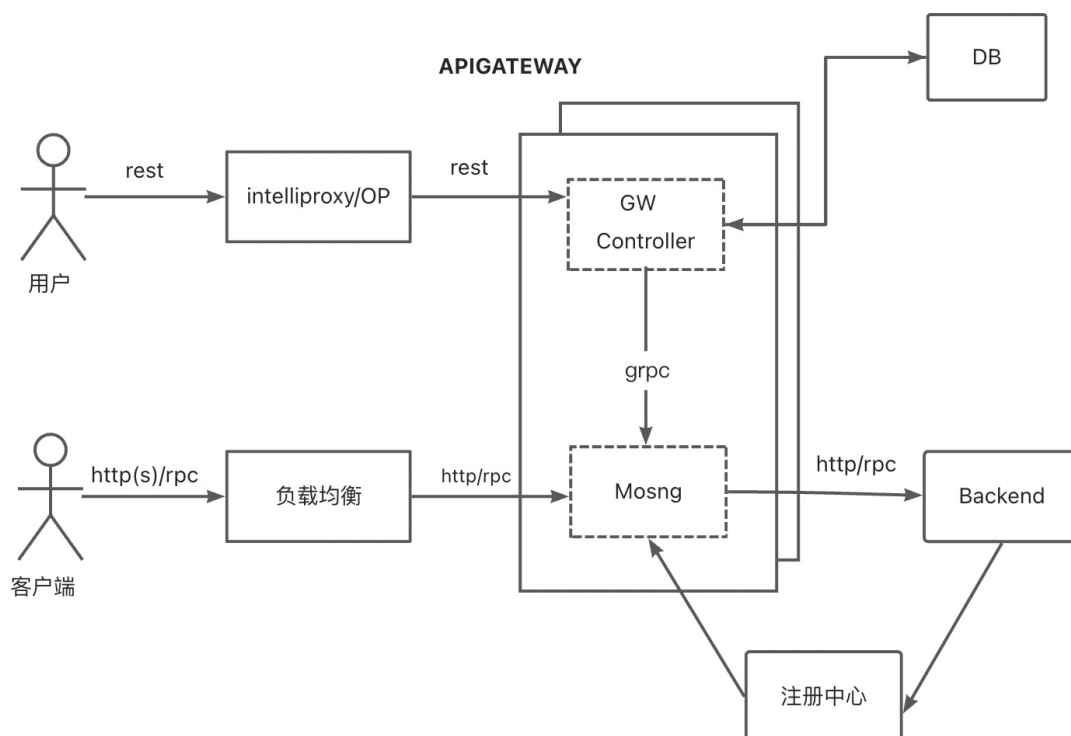 DB
APIGATEWAY
rest
rest
intelliproxy/OP
GW
Controller
用户
grpc
http(s)/rpc
负载均衡
http/rpc
Mosng
http/rpc
Backend
客户端
注册中心